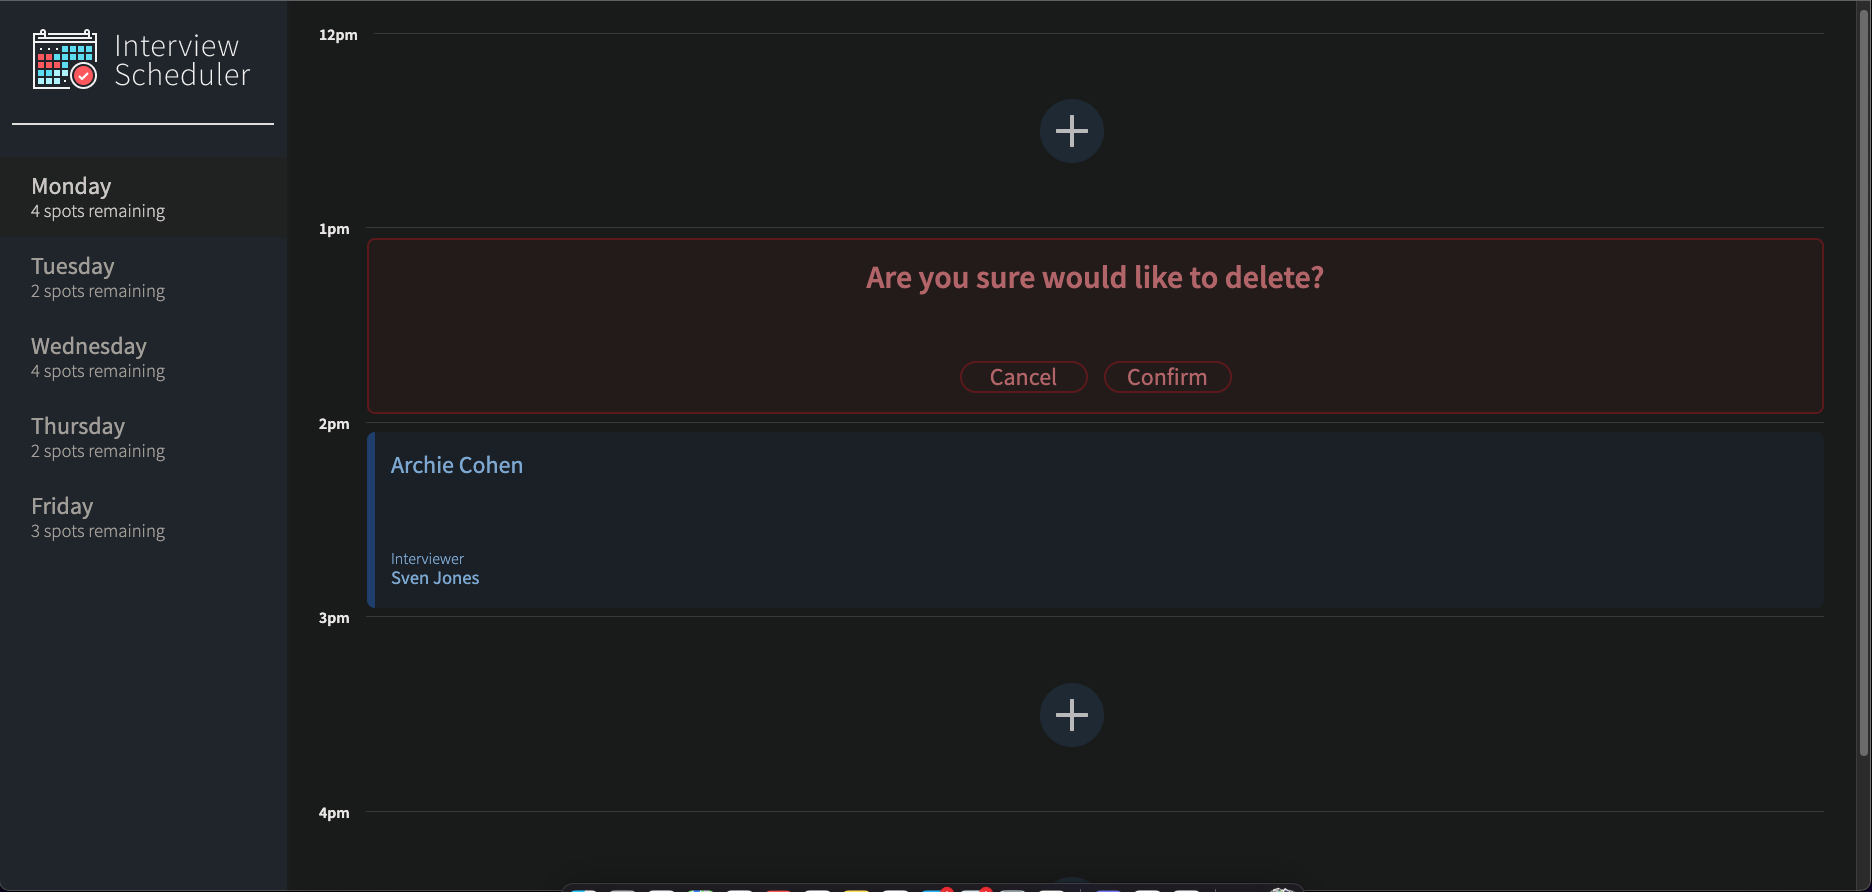 Interview
Scheduler
Monday
4 spots remaining
Tuesday
2 spots remaining
Wednesday
4 spots remaining
Thursday
2 spots remaining
Friday
3 spots remaining
12pm
1pm
Are you sure would like to delete?
Cancel Confirm
2pm
Archie Cohen
Interviewer
Sven Jones
3pm
4pm